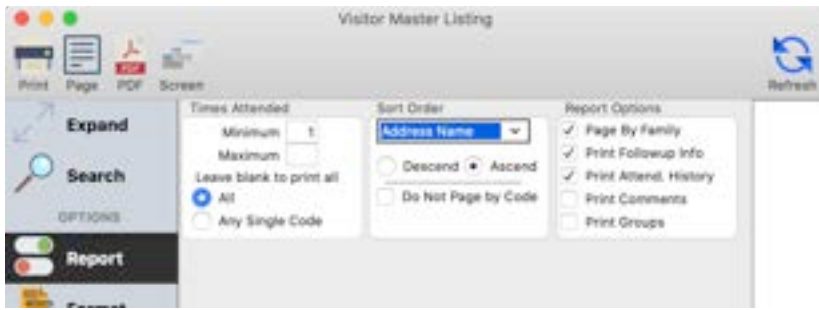 Visitor Master Listing
Print Page PDF Screen Refresh
Expand
Search
OPTIONS
Report
Format
Times Attended
Minimum 1
Maximum
Leave blank to print all
All
Any Single Code
Sort Order
Address Name
Descend Ascend
Do Not Page by Code
Report Options
Page By Family
Print Followup Info
Print Attend. History
Print Comments
Print Groups